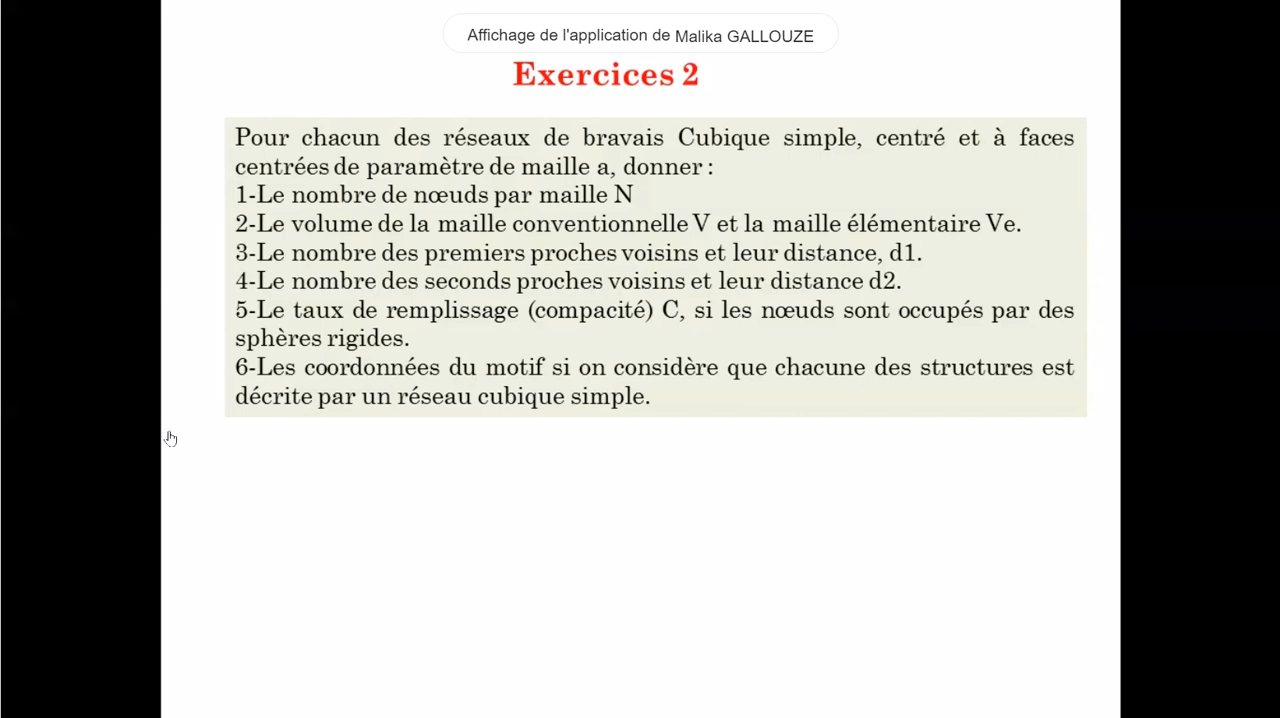 Affichage de l'application de Malika GALLOUZE
Exercices 2
Pour chacun des réseaux de bravais Cubique simple, centré et à faces
centrées de paramètre de maille a, donner :
1-Le nombre de nœuds par maille N
2-Le volume de la maille conventionnelle V et la maille élémentaire Ve.
3-Le nombre des premiers proches voisins et leur distance, d1.
4-Le nombre des seconds proches voisins et leur distance d2.
5-Le taux de remplissage (compacité) C, si les nœuds sont occupés par des
sphères rigides.
6-Les coordonnées du motif si on considère que chacune des structures est
décrite par un réseau cubique simple.